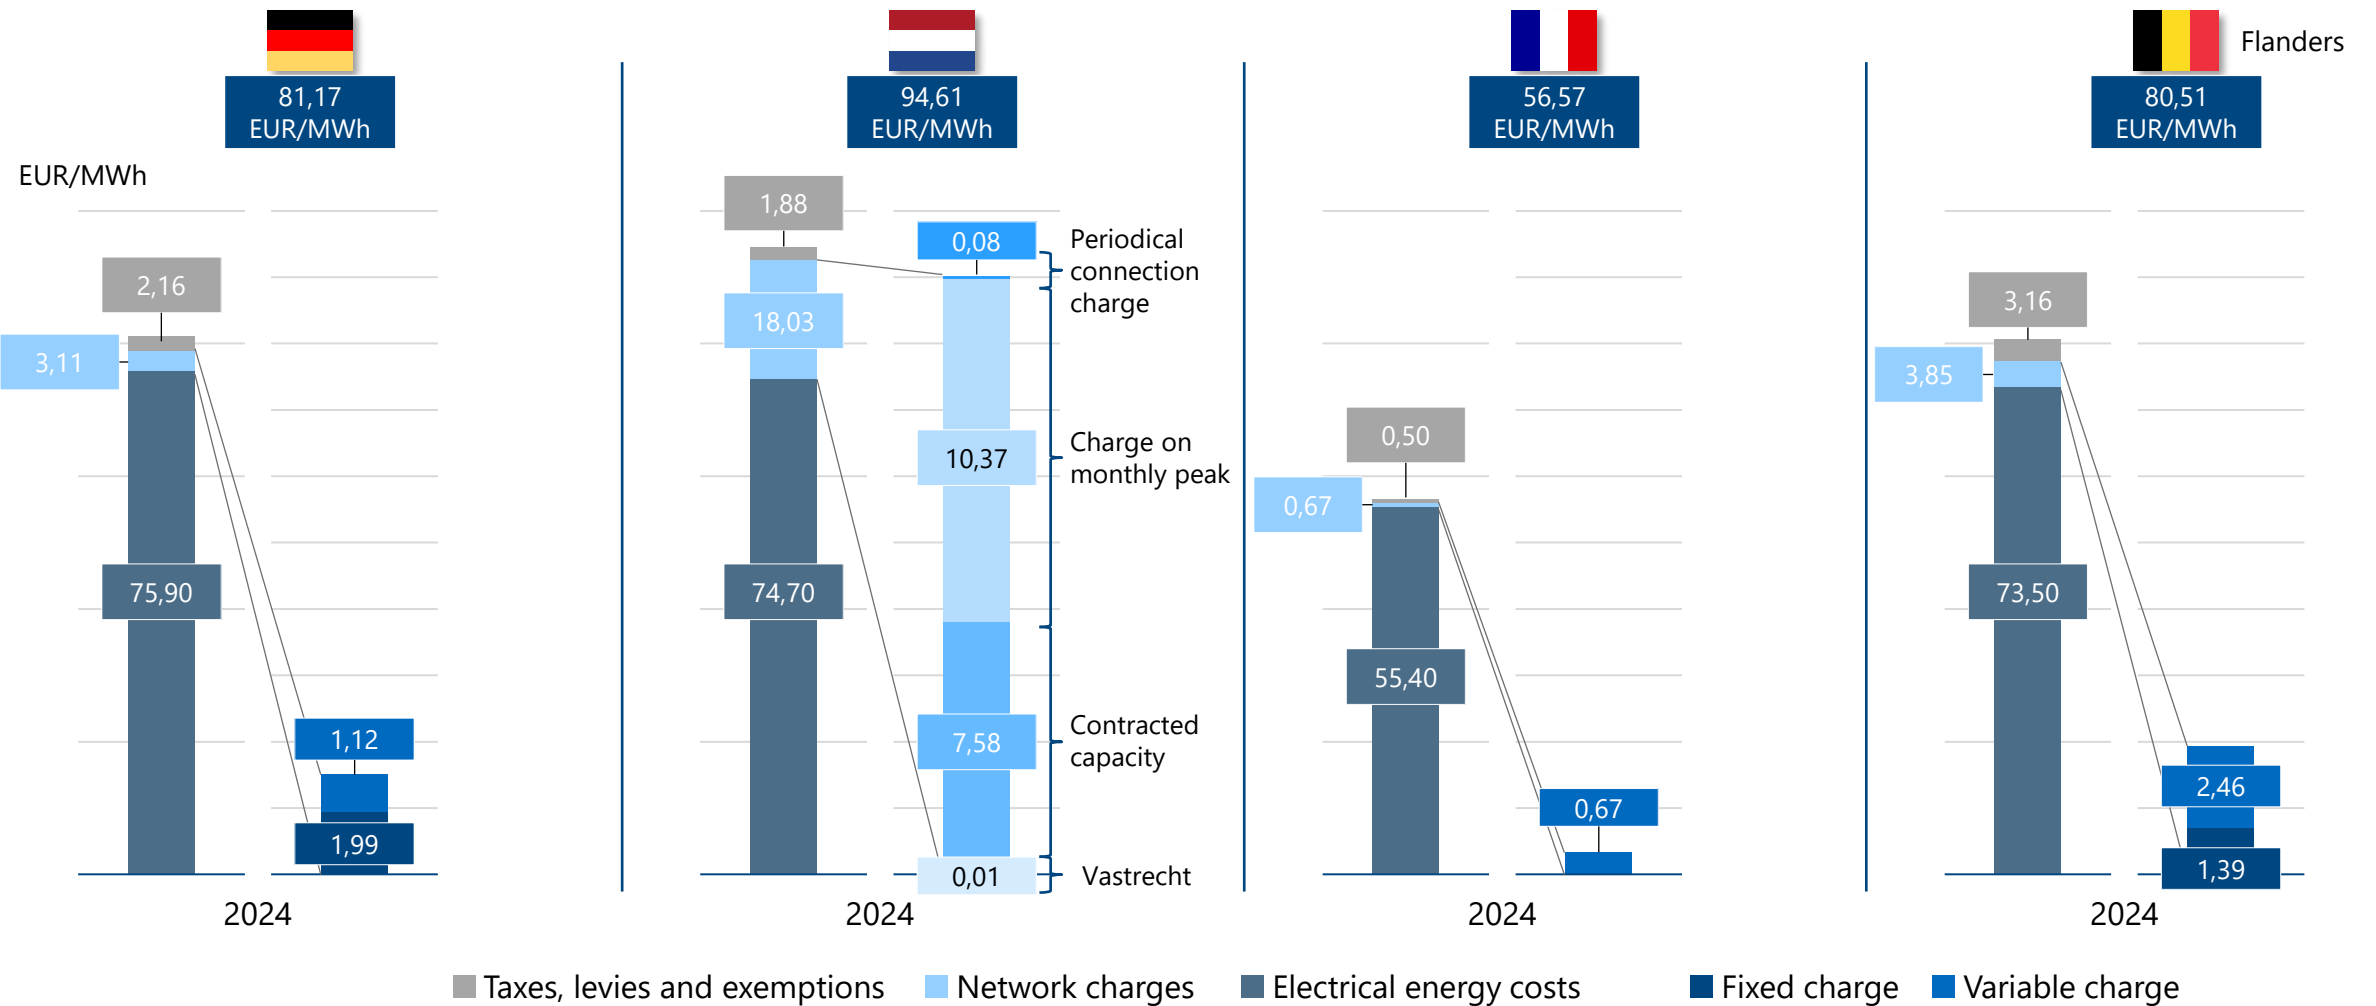 Flanders
81,17
EUR/MWh
94,61
EUR/MWh
56,57
EUR/MWh
80,51
EUR/MWh
EUR/MWh
2,16
3,11
75,90
1,12
1,99
2024
1,88
18,03
74,70
0,08
10,37
7,58
0,01
Periodical
connection
charge
Charge on
monthly peak
Contracted
capacity
Vastrecht
2024
0,50
0,67
55,40
0,67
2024
3,16
3,85
73,50
2,46
1,39
2024
Taxes, levies and exemptions
Network charges
Electrical energy costs
Fixed charge
Variable charge